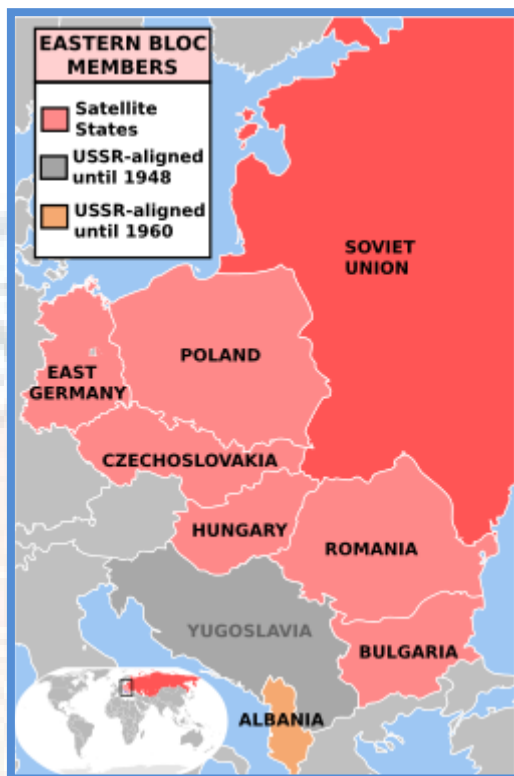 EASTERN BLOC
MEMBERS
Satellite
States
USSR-aligned
until 1948
USSR-aligned
until 1960
SOVIET
UNION
POLAND
EAST
GERMANY
CZECHOSLOVAKIA
HUNGARY
ROMANIA
YUGOSLAVIA
BULGARIA
ALBANIA